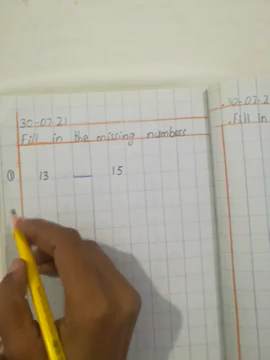 30-07-21
Fill in the missing numbers
① 13 __ 15
30-07-2
Fill in